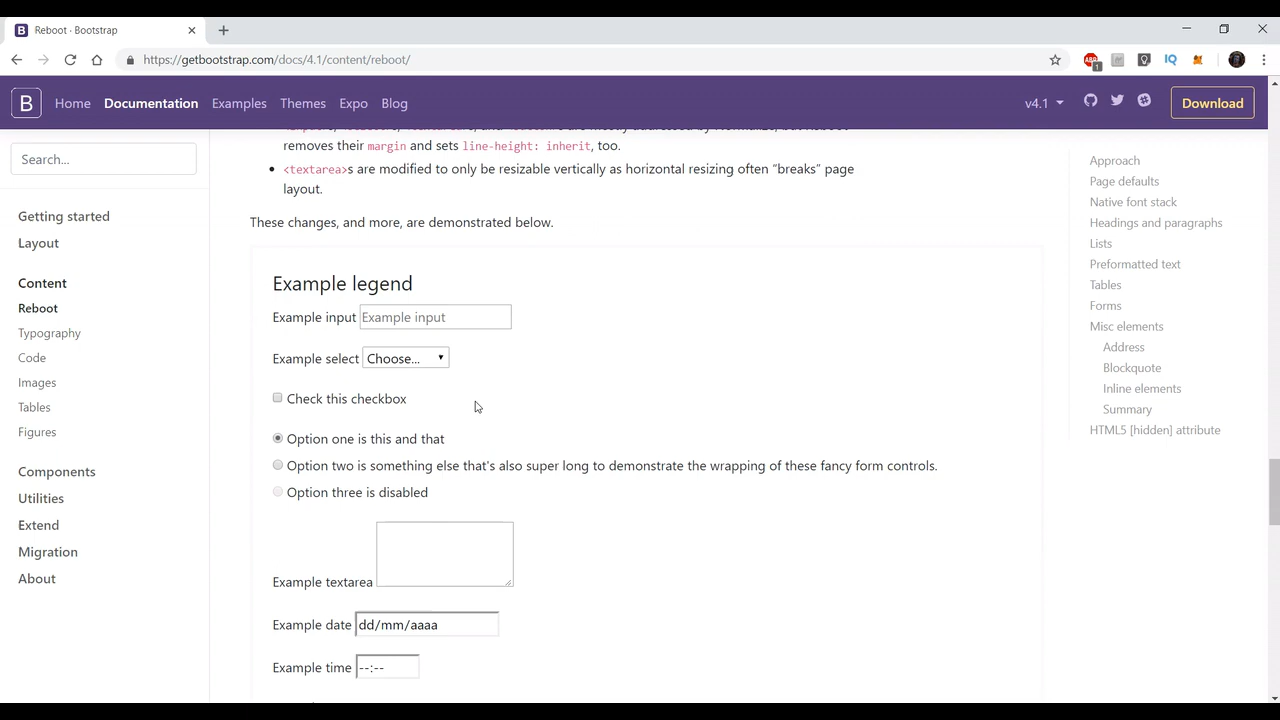 Reboot · Bootstrap
https://getbootstrap.com/docs/4.1/content/reboot/
1
IQ
B Home Documentation Examples Themes Expo Blog v4.1 Download
Search...
Getting started
Layout
Content
Reboot
Typography
Code
Images
Tables
Figures
Components
Utilities
Extend
Migration
About
removes their margin and sets line-height: inherit, too.
<textarea>s are modified to only be resizable vertically as horizontal resizing often “breaks” page
layout.
These changes, and more, are demonstrated below.
Example legend
Example input Example input
Example select Choose...
Check this checkbox
Option one is this and that
Option two is something else that's also super long to demonstrate the wrapping of these fancy form controls.
Option three is disabled
Example textarea
Example date dd/mm/aaaa
Example time --:--
Approach
Page defaults
Native font stack
Headings and paragraphs
Lists
Preformatted text
Tables
Forms
Misc elements
Address
Blockquote
Inline elements
Summary
HTML5 [hidden] attribute